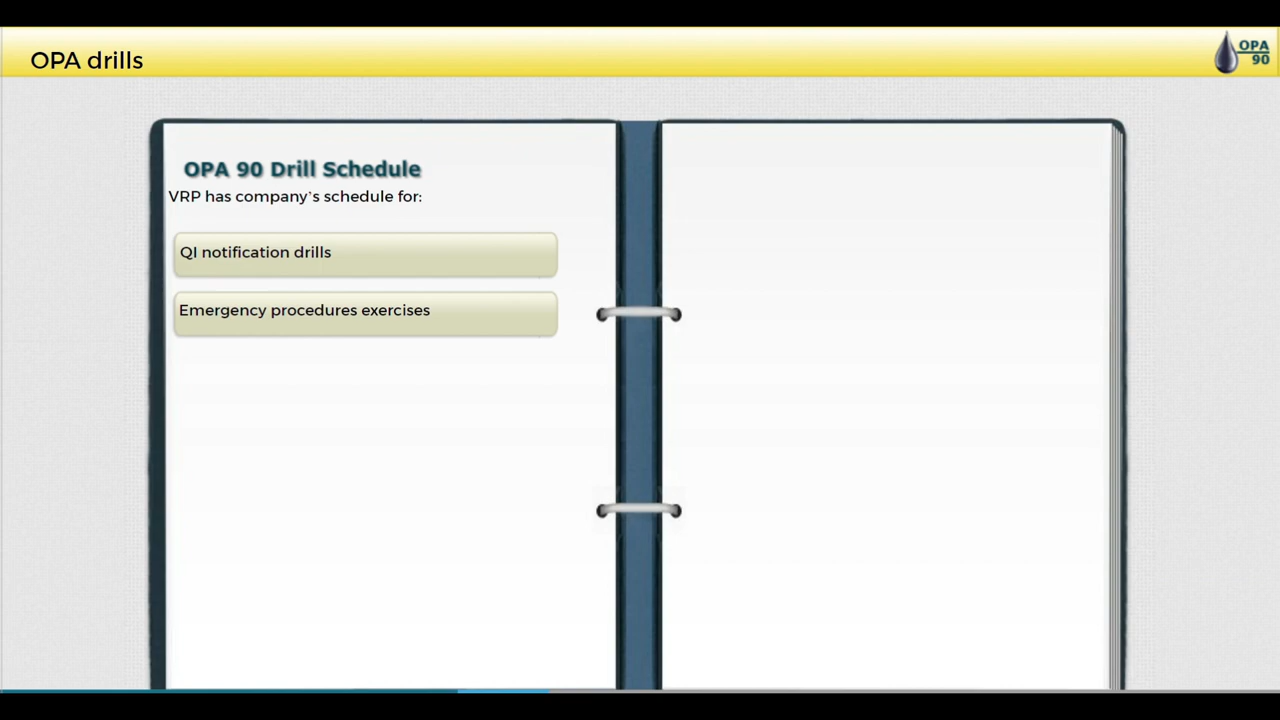 OPA drills
OPA
90
OPA 90 Drill Schedule
VRP has company's schedule for:
QI notification drills
Emergency procedures exercises